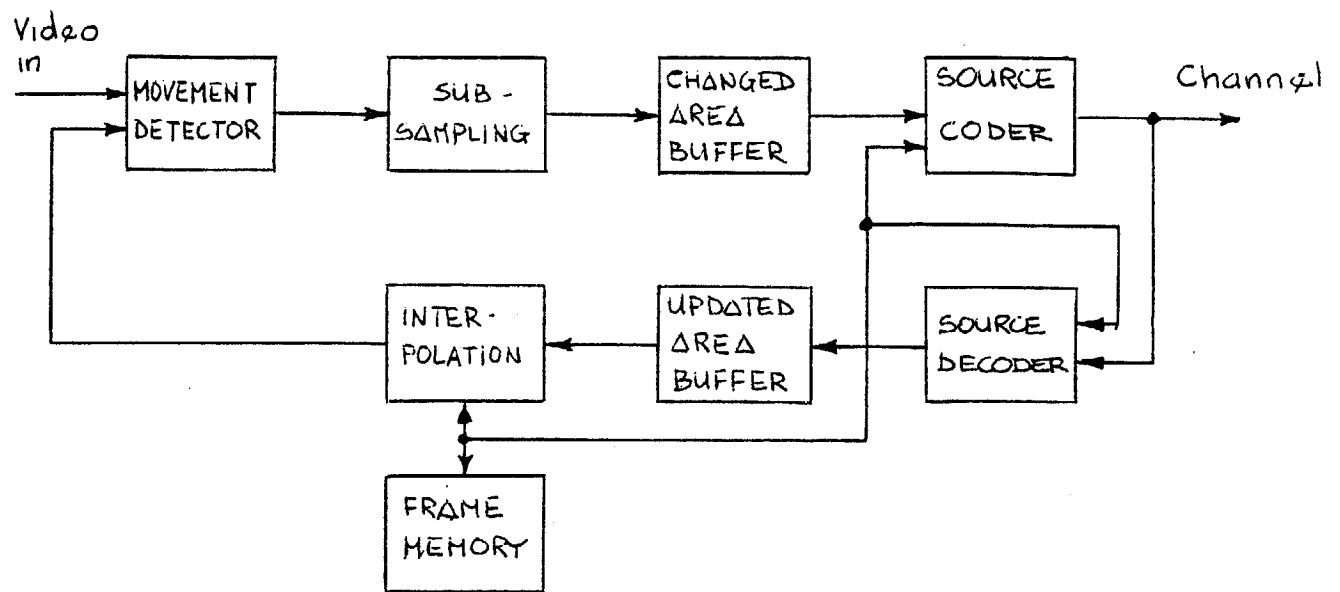 Video
in
MOVEMENT
DETECTOR
SUB-
SAMPLING
CHANGED
AREA
BUFFER
SOURCE
CODER
Channel
INTER-
POLATION
UPDATED
AREA
BUFFER
SOURCE
DECODER
FRAME
MEMORY